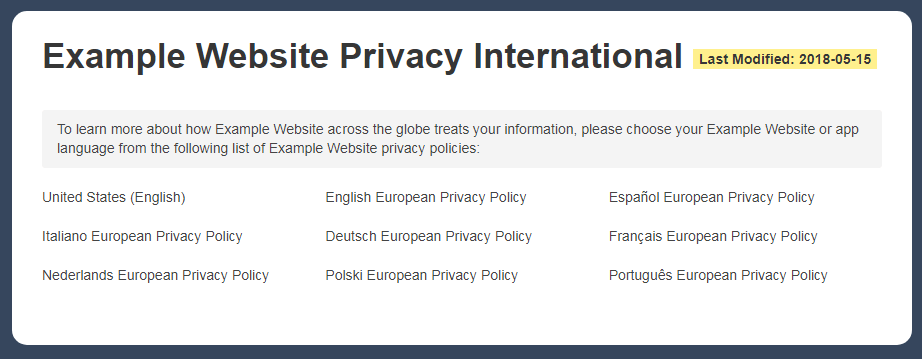 Example Website Privacy International Last Modified: 2018-05-15
To learn more about how Example Website across the globe treats your information, please choose your Example Website or app
language from the following list of Example Website privacy policies:
United States (English) English European Privacy Policy Español European Privacy Policy
Italiano European Privacy Policy Deutsch European Privacy Policy Français European Privacy Policy
Nederlands European Privacy Policy Polski European Privacy Policy Português European Privacy Policy